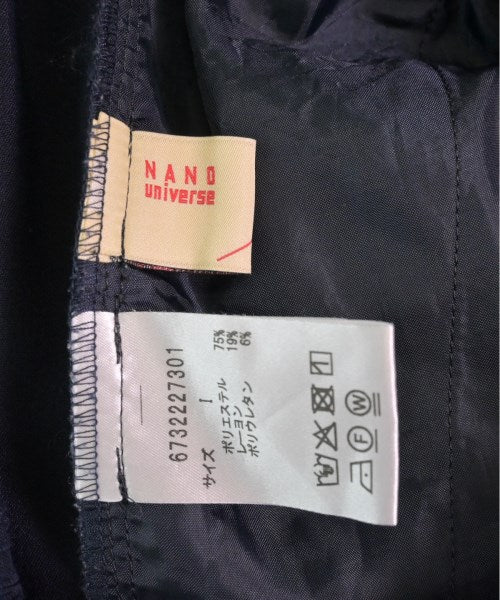 NANO
universe
6732227301
サイズ 1
ポリエステル 75%
レーヨン 19%
ポリウレタン 6%
F
W